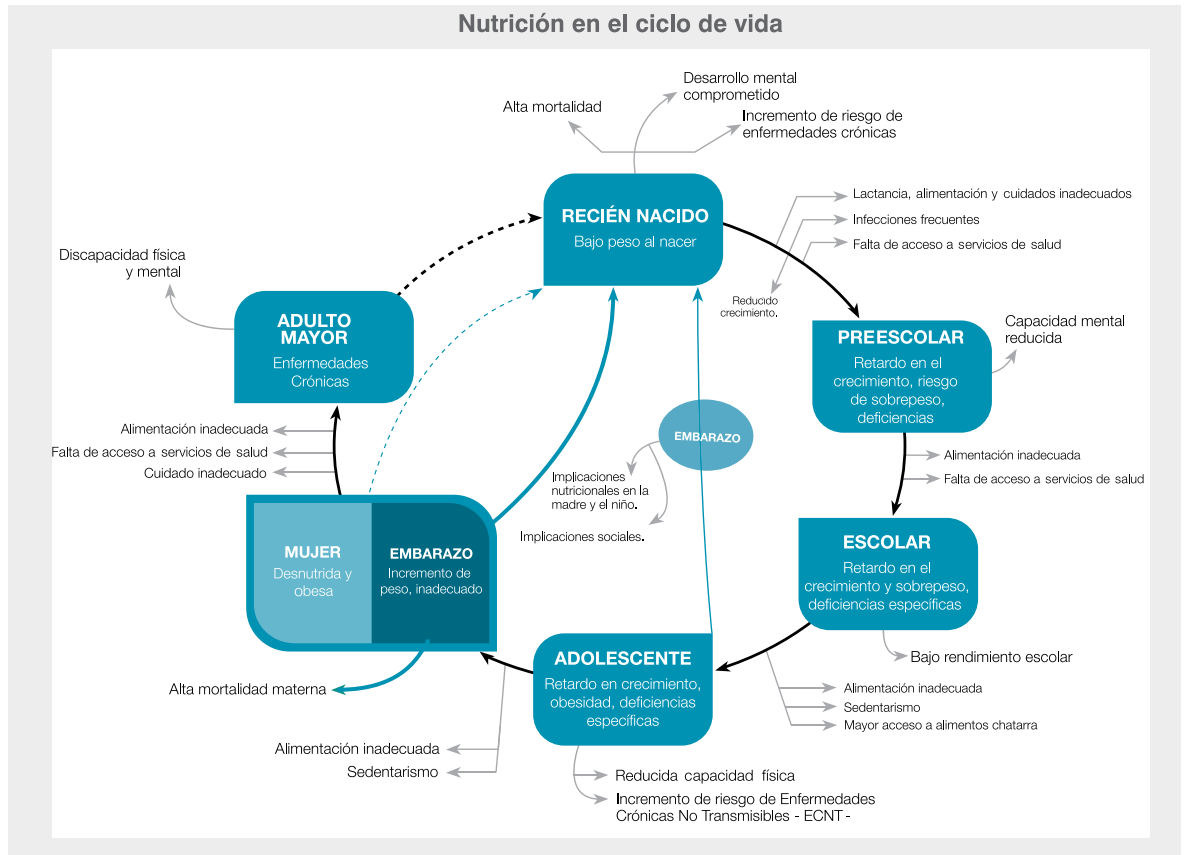 Nutrición en el ciclo de vida
Alta mortalidad
Desarrollo mental
comprometido
Incremento de riesgo de
enfermedades crónicas
RECIÉN NACIDO
Bajo peso al nacer
Lactancia, alimentación y cuidados inadecuados
Infecciones frecuentes
Falta de acceso a servicios de salud
Reducido
crecimiento.
Discapacidad física
y mental
ADULTO
MAYOR
Enfermedades
Crónicas
PREESCOLAR
Retardo en el
crecimiento, riesgo
de sobrepeso,
deficiencias
Capacidad mental
reducida
Alimentación inadecuada
Falta de acceso a servicios de salud
Cuidado inadecuado
EMBARAZO
Implicaciones
nutricionales en la
madre y el niño.
Implicaciones sociales.
Alimentación inadecuada
Falta de acceso a servicios de salud
MUJER
Desnutrida y
obesa
EMBARAZO
Incremento de
peso, inadecuado
ESCOLAR
Retardo en el
crecimiento y sobrepeso,
deficiencias específicas
Bajo rendimiento escolar
Alta mortalidad materna
ADOLESCENTE
Retardo en crecimiento,
obesidad, deficiencias
específicas
Alimentación inadecuada
Sedentarismo
Mayor acceso a alimentos chatarra
Alimentación inadecuada
Sedentarismo
Reducida capacidad física
Incremento de riesgo de Enfermedades
Crónicas No Transmisibles - ECNT -